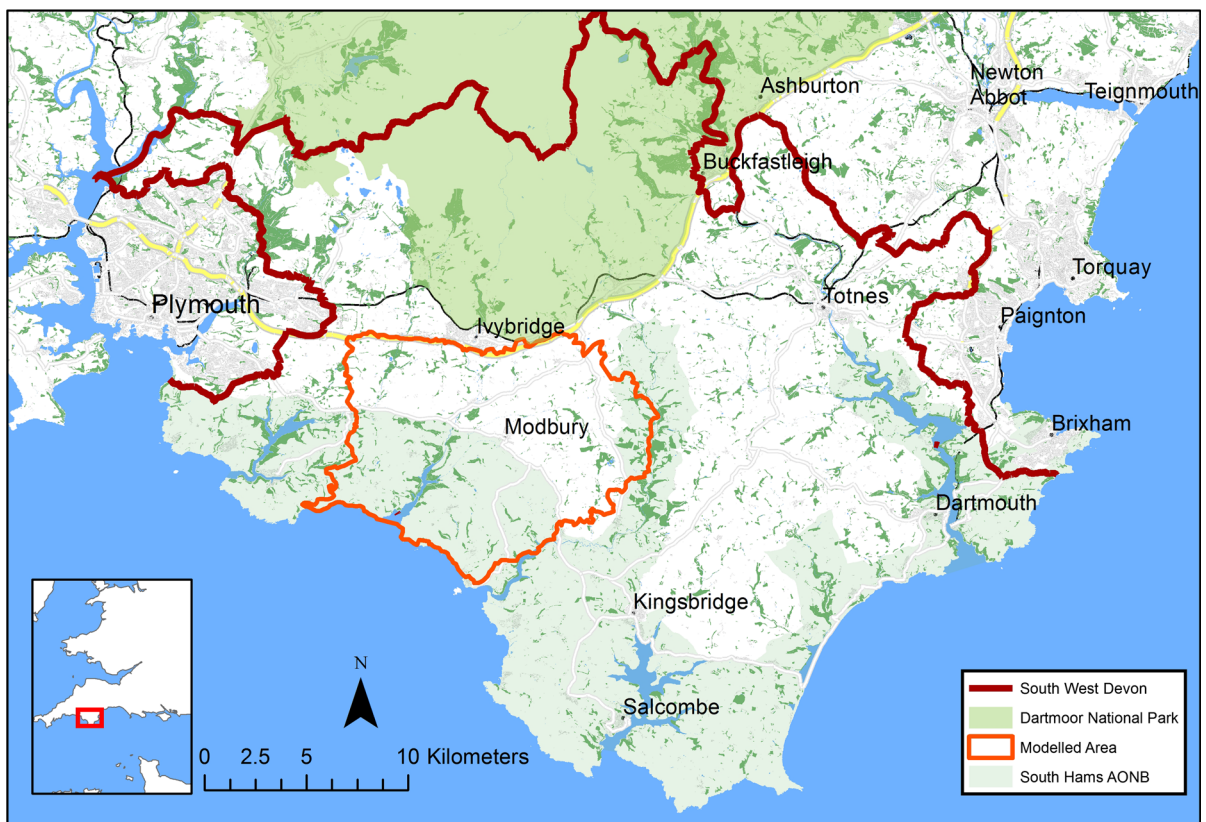 Ashburton
Newton
Abbot
Teignmouth
Buckfastleigh
Torquay
Totnes
Plymouth
Paignton
Ivybridge
Modbury
Brixham
Dartmouth
Kingsbridge
Salcombe
N
0 2.5 5 10 Kilometers
South West Devon
Dartmoor National Park
Modelled Area
South Hams AONB